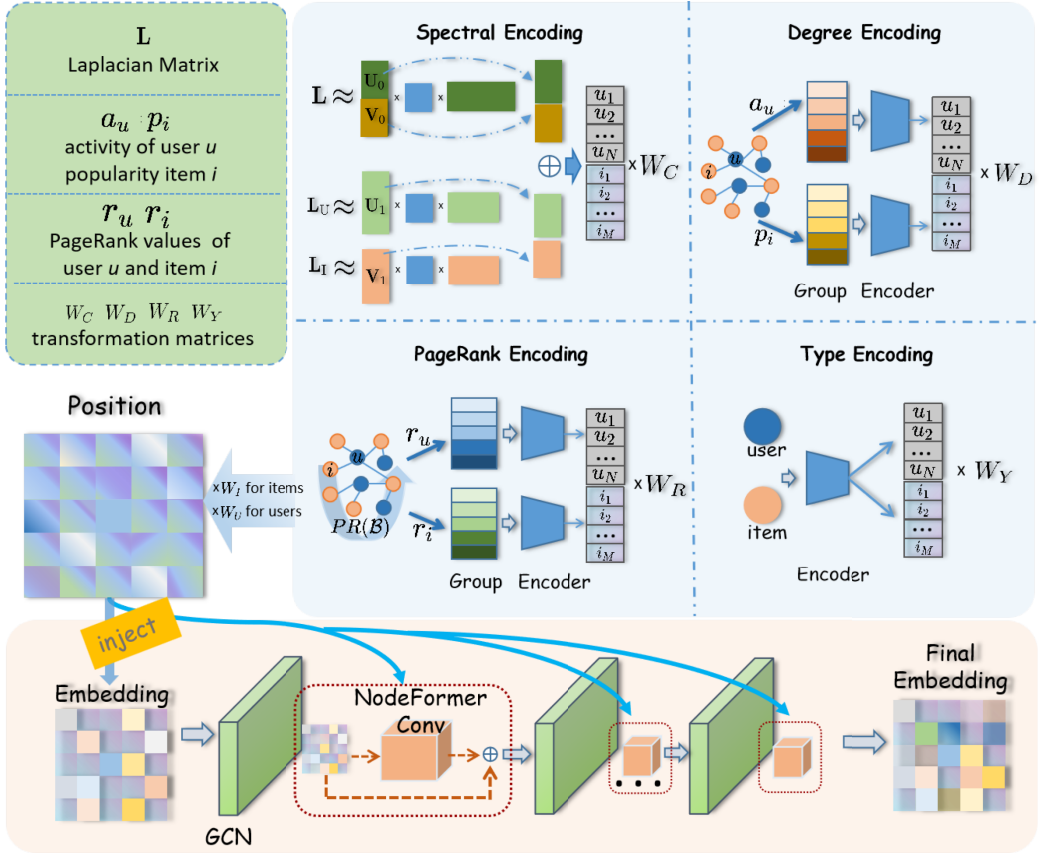 L
Laplacian Matrix
a_u : p_i
activity of user u
popularity item i
r_u r_i
PageRank values of
user u and item i
W_C W_D W_R W_Y
transformation matrices
Spectral Encoding
L ≈ U_0 × ×
V_0
L_U ≈ U_1 × ×
L_I ≈ V_1 × ×
⊕
u_1
u_2
...
u_N
i_1
i_2
...
i_M
× W_C
Degree Encoding
a_u
u
i
p_i
u_1
u_2
...
u_N
i_1
i_2
...
i_M
× W_D
Group Encoder
PageRank Encoding
r_u
u
i
PR(B)
r_i
u_1
u_2
...
u_N
i_1
i_2
...
i_M
× W_R
Group Encoder
Type Encoding
user
item
Encoder
u_1
u_2
...
u_N
i_1
i_2
...
i_M
× W_Y
Position
×W_I for items
×W_U for users
inject
Embedding
GCN
NodeFormer
Conv
⊕
...
Final
Embedding